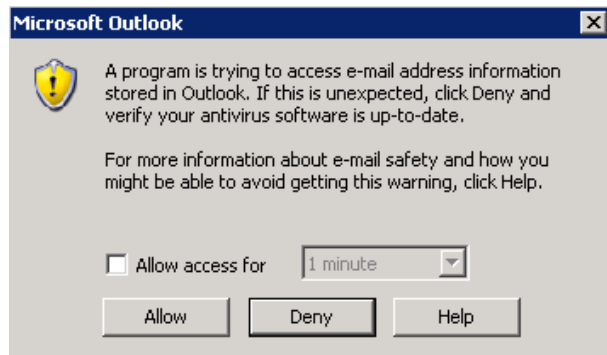 Microsoft Outlook
A program is trying to access e-mail address information
stored in Outlook. If this is unexpected, click Deny and
verify your antivirus software is up-to-date.
For more information about e-mail safety and how you
might be able to avoid getting this warning, click Help.
Allow access for 1 minute
Allow Deny Help